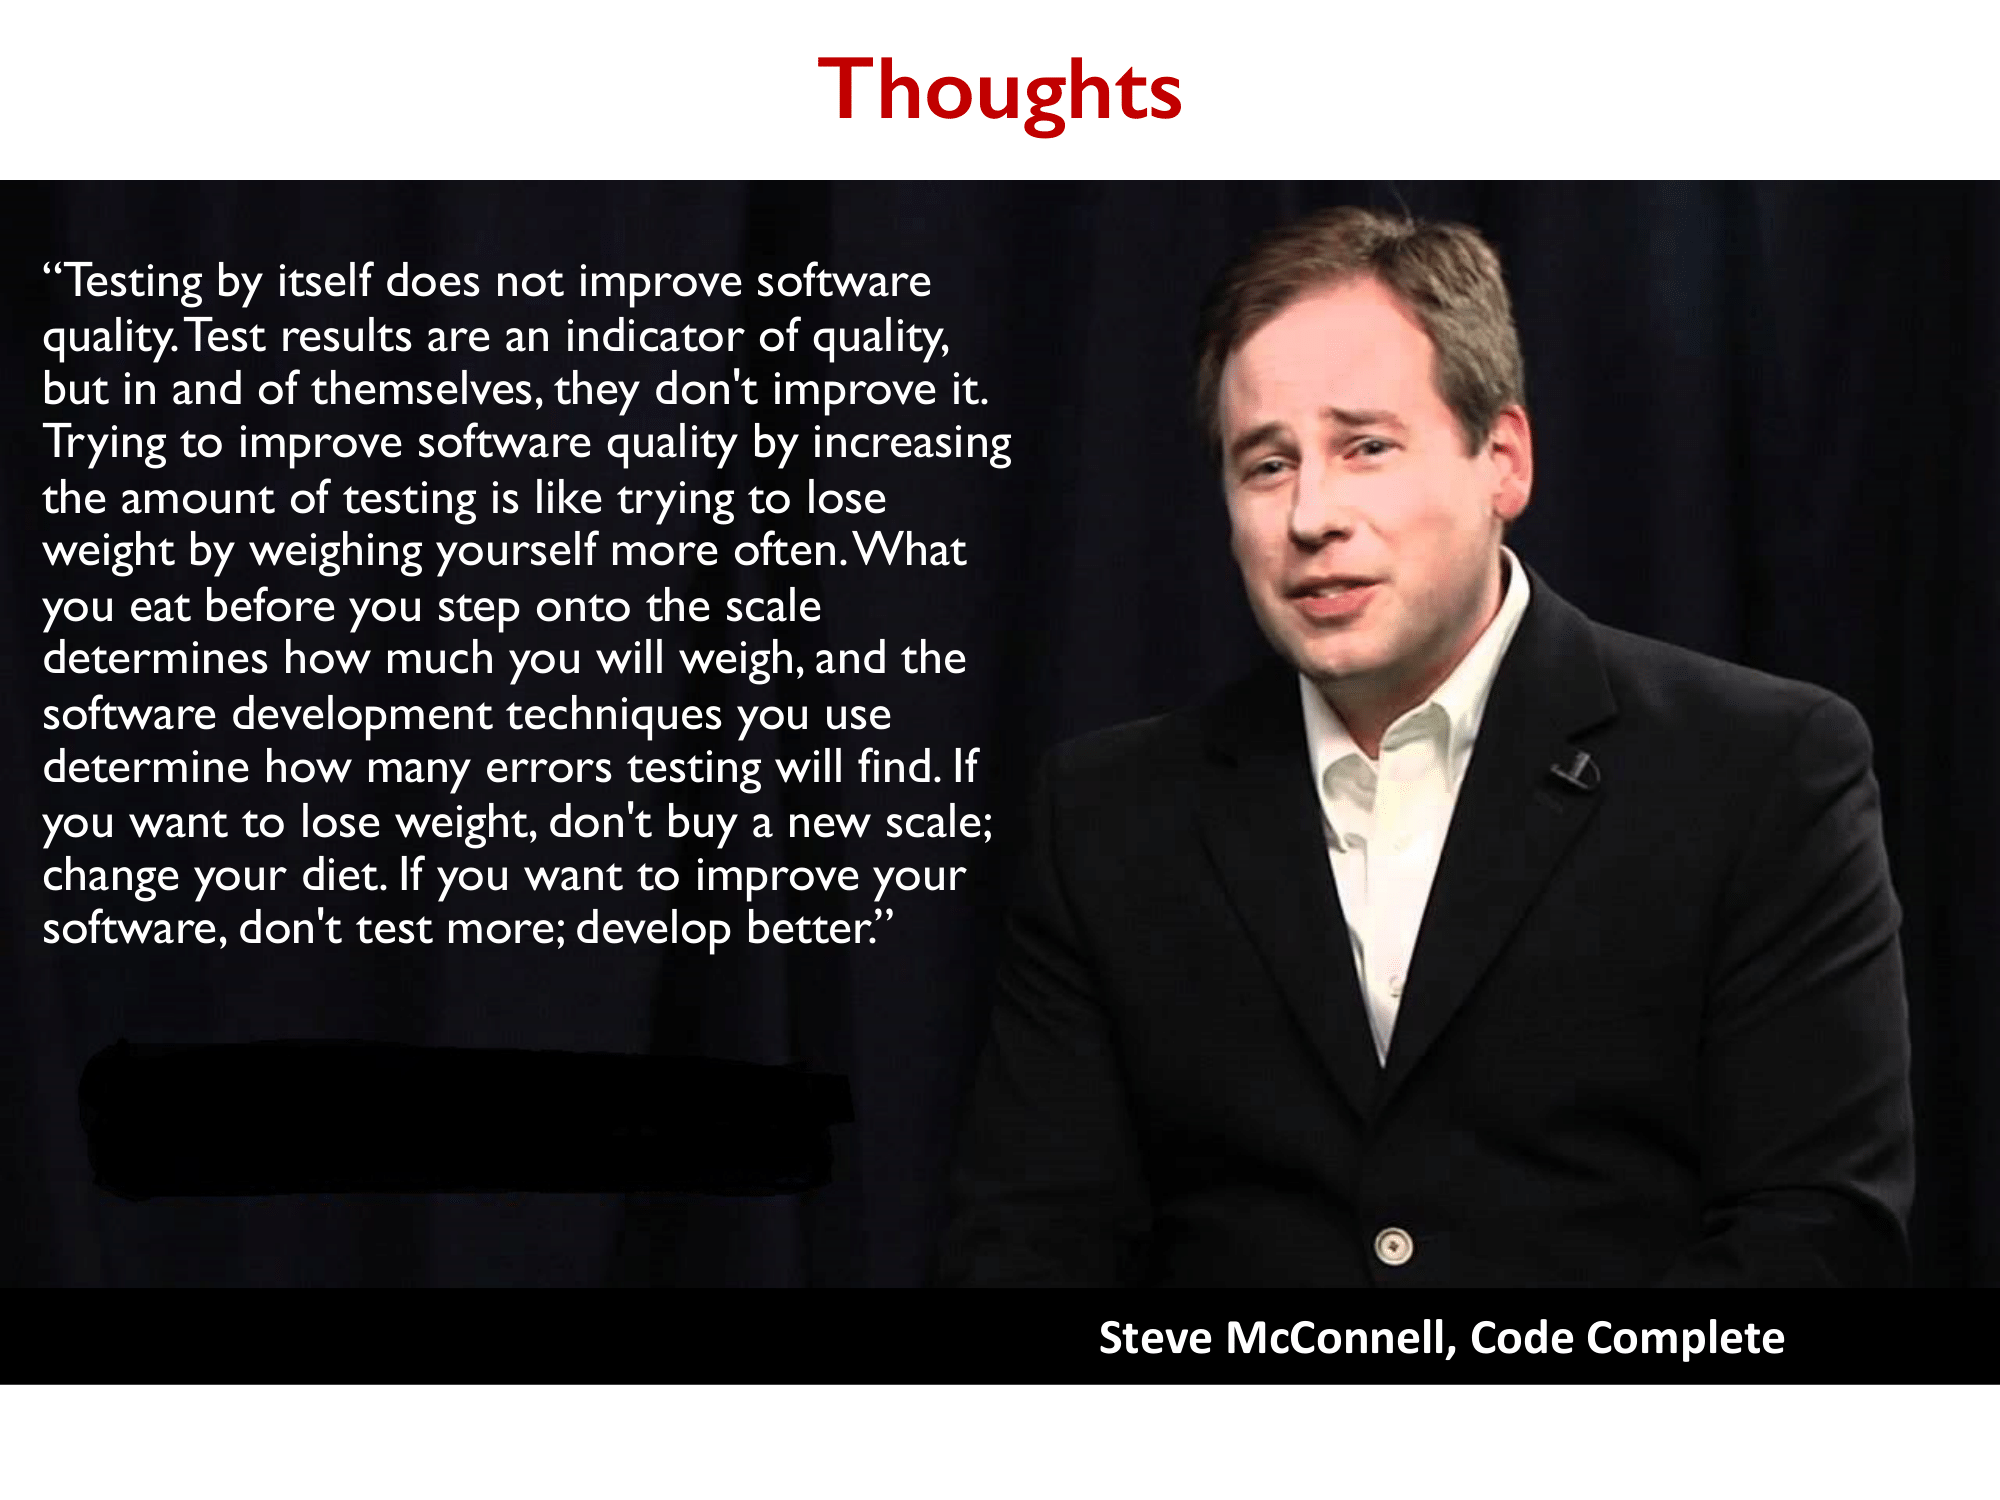 Thoughts
“Testing by itself does not improve software
quality. Test results are an indicator of quality,
but in and of themselves, they don't improve it.
Trying to improve software quality by increasing
the amount of testing is like trying to lose
weight by weighing yourself more often. What
you eat before you step onto the scale
determines how much you will weigh, and the
software development techniques you use
determine how many errors testing will find. If
you want to lose weight, don't buy a new scale;
change your diet. If you want to improve your
software, don't test more; develop better.”
Steve McConnell, Code Complete